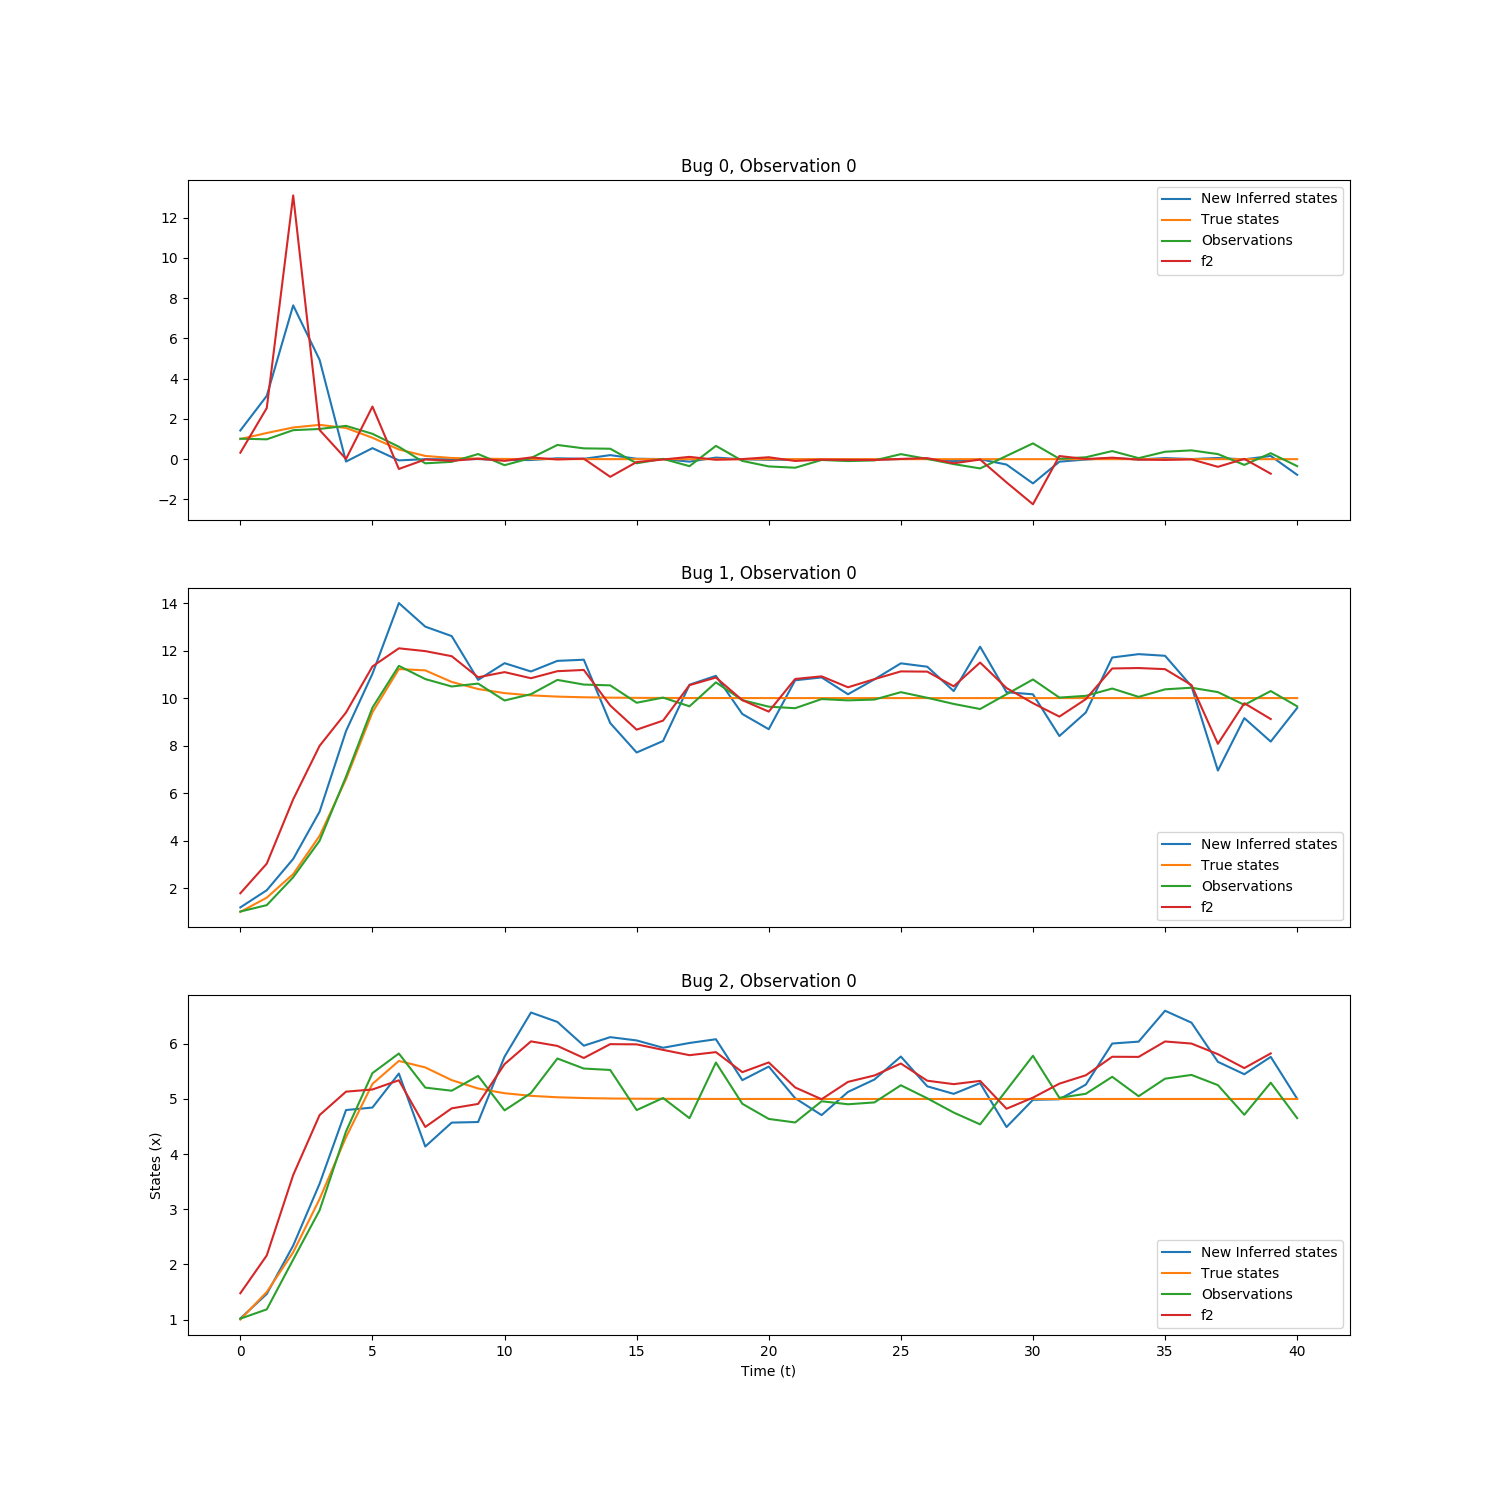 Bug 0, Observation 0
12
10
8
6
4
2
0
−2
New Inferred states
True states
Observations
f2
Bug 1, Observation 0
14
12
10
8
6
4
2
New Inferred states
True states
Observations
f2
Bug 2, Observation 0
States (x)
6
5
4
3
2
1
New Inferred states
True states
Observations
f2
0 5 10 15 20 25 30 35 40
Time (t)